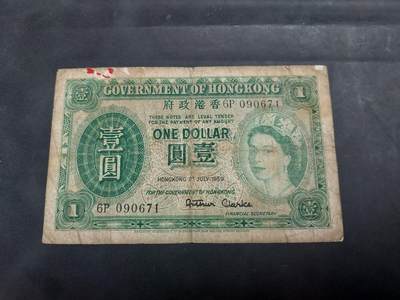 壹 GOVERNMENT OF HONGKONG 1
府政港香 6P 090671
THESE NOTES ARE LEGAL TENDER
FOR THE PAYMENT OF ANY AMOUNT
ONE DOLLAR
壹圓
圓壹
HONGKONG 1ST JULY 1959
FOR THE GOVERNMENT OF HONGKONG
6P 090671
Arthur Clarke
FINANCIAL SECRETARY
1 壹